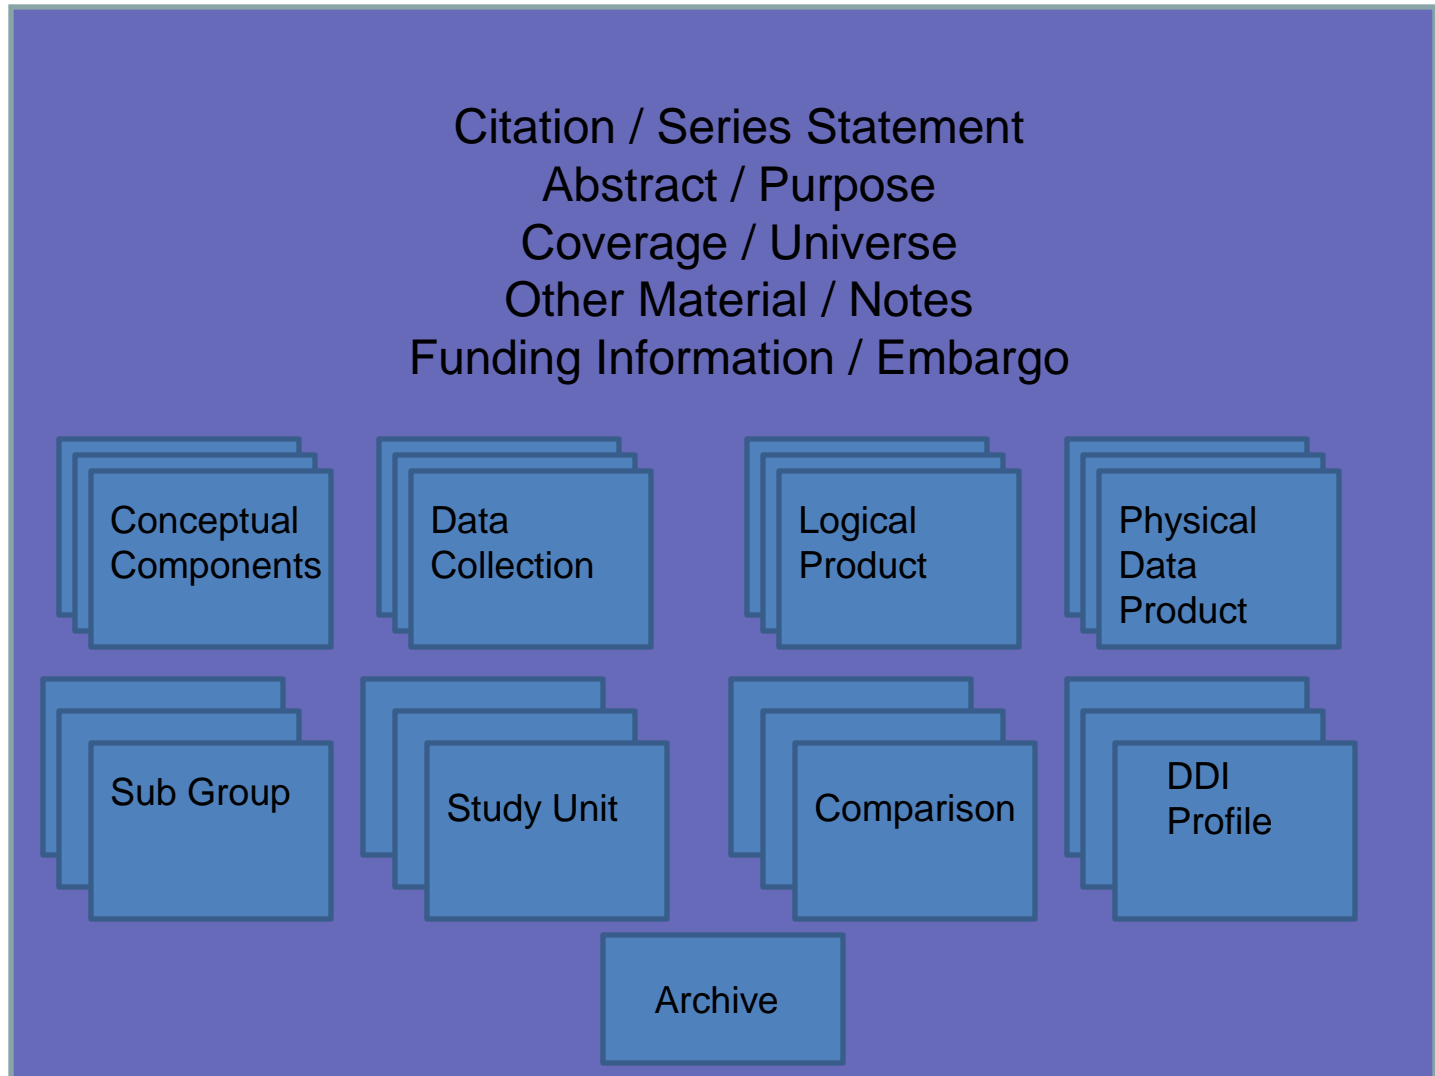 Citation / Series Statement
Abstract / Purpose
Coverage / Universe
Other Material / Notes
Funding Information / Embargo
Conceptual
Components
Data
Collection
Logical
Product
Physical
Data
Product
Sub Group
Study Unit
Comparison
DDI
Profile
Archive